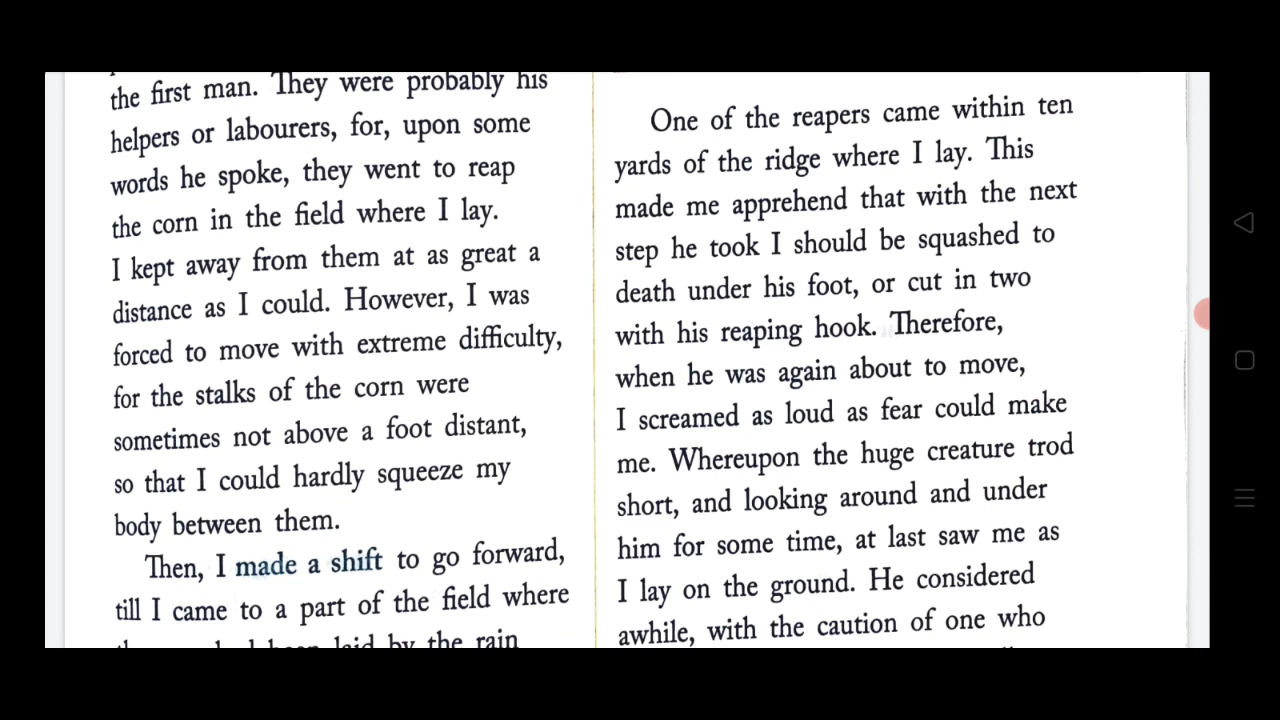 the first man. They were probably his
helpers or labourers, for, upon some
words he spoke, they went to reap
the corn in the field where I lay.
I kept away from them at as great a
distance as I could. However, I was
forced to move with extreme difficulty,
for the stalks of the corn were
sometimes not above a foot distant,
so that I could hardly squeeze my
body between them.
Then, I made a shift to go forward,
till I came to a part of the field where
laid by the rain
One of the reapers came within ten
yards of the ridge where I lay. This
made me apprehend that with the next
step he took I should be squashed to
death under his foot, or cut in two
with his reaping hook. Therefore,
when he was again about to move,
I screamed as loud as fear could make
me. Whereupon the huge creature trod
short, and looking around and under
him for some time, at last saw me as
I lay on the ground. He considered
awhile, with the caution of one who